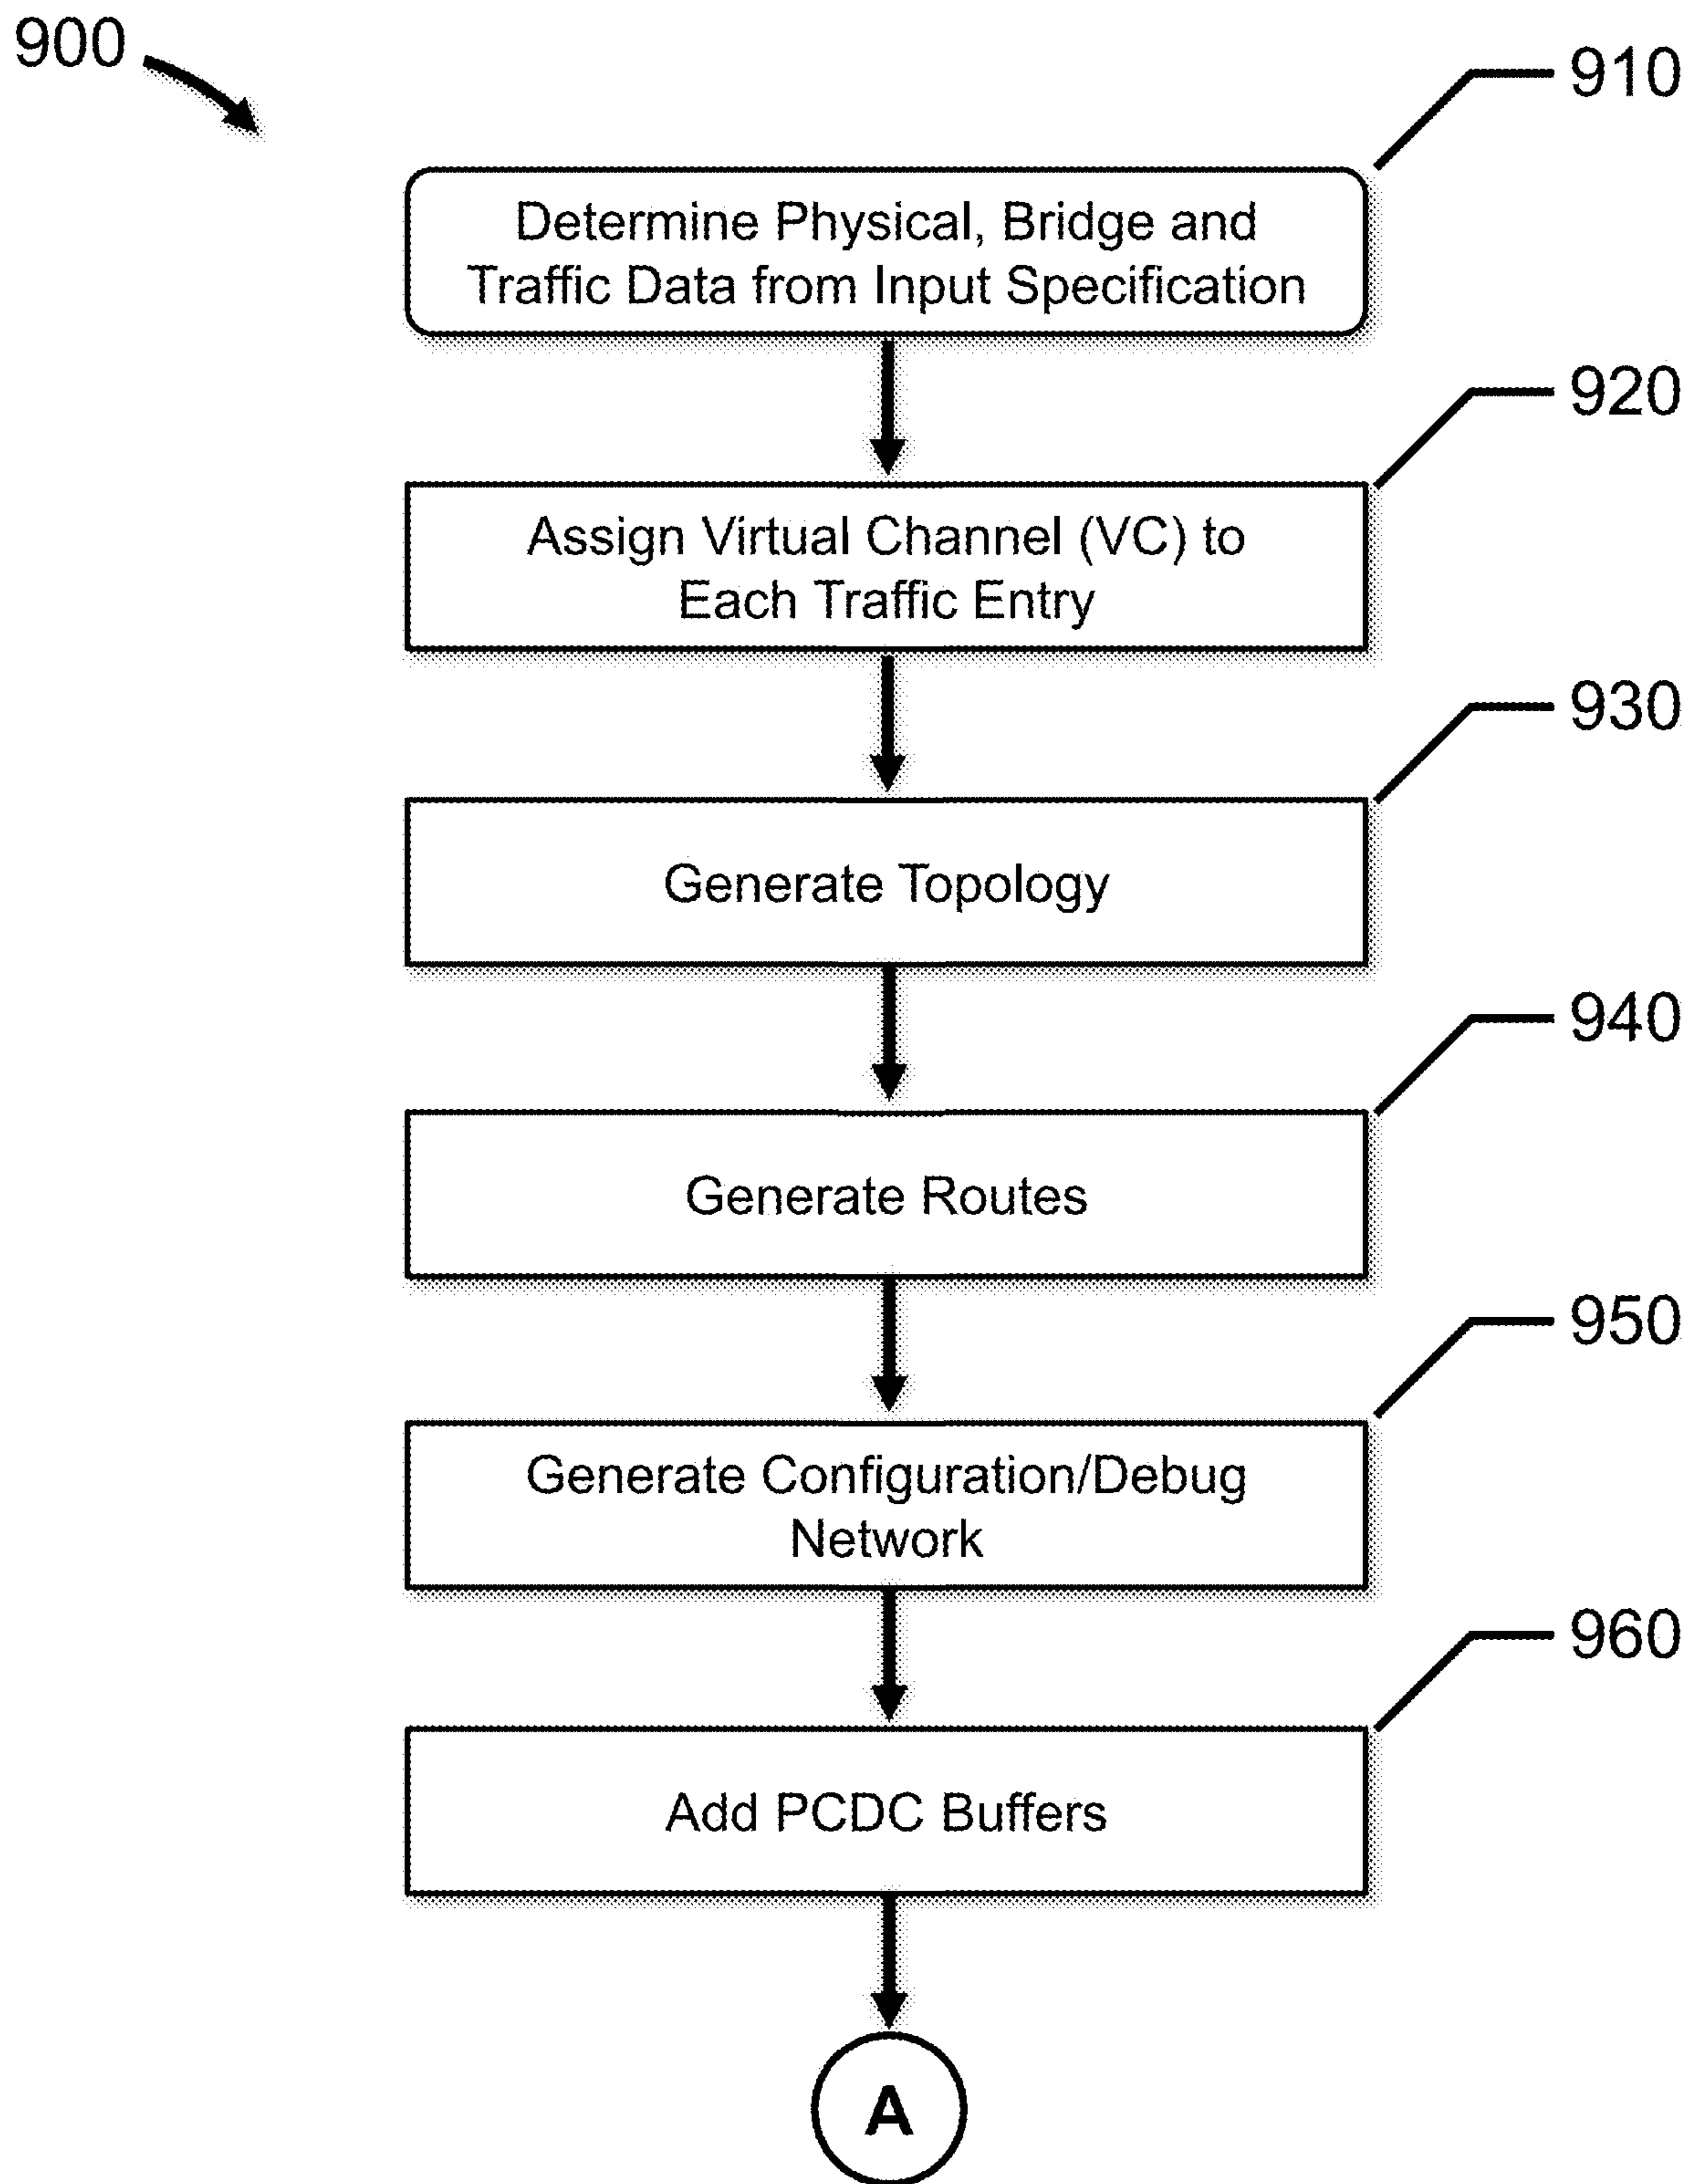 900
910
Determine Physical, Bridge and
Traffic Data from Input Specification
920
Assign Virtual Channel (VC) to
Each Traffic Entry
930
Generate Topology
940
Generate Routes
950
Generate Configuration/Debug
Network
960
Add PCDC Buffers
A